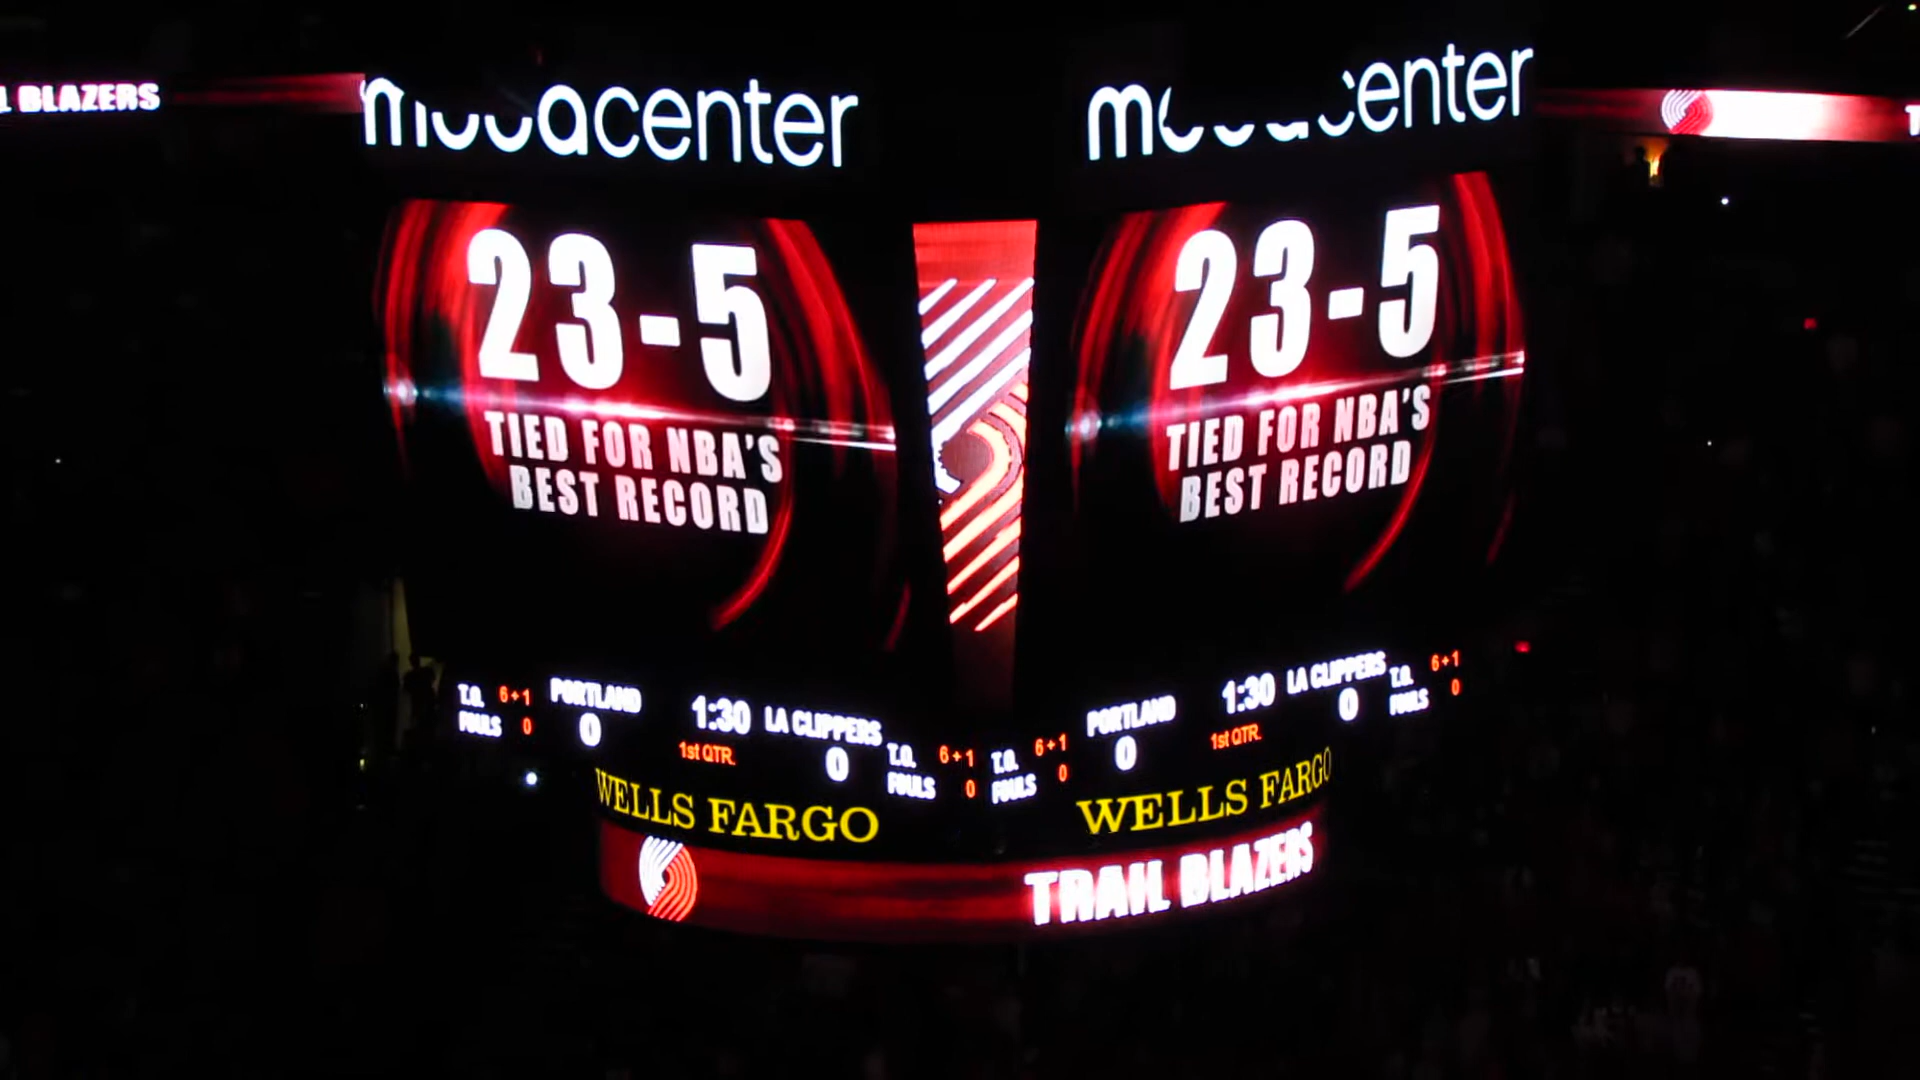 L BLAZERS
modacenter
modacenter
23-5
TIED FOR NBA'S
BEST RECORD
23-5
TIED FOR NBA'S
BEST RECORD
T.O. 6+1
FOULS 0
PORTLAND
0
1:30
1st QTR.
LA CLIPPERS
0
T.O. 6+1
FOULS 0
T.O. 6+1
FOULS 0
PORTLAND
0
1:30
1st QTR.
LA CLIPPERS
0
T.O. 6+1
FOULS 0
WELLS FARGO
WELLS FARGO
TRAIL BLAZERS